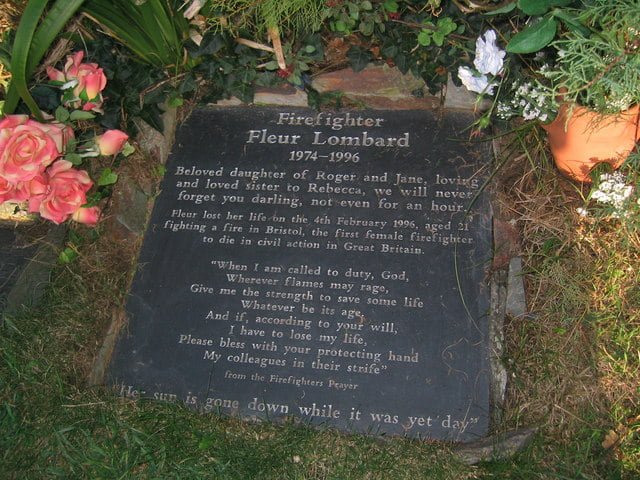 Firefighter
Fleur Lombard
1974–1996
Beloved daughter of Roger and Jane, loving
and loved sister to Rebecca, we will never
forget you darling, not even for an hour.
Fleur lost her life on the 4th February 1996, aged 21
fighting a fire in Bristol, the first female firefighter
to die in civil action in Great Britain.
"When I am called to duty, God,
Wherever flames may rage,
Give me the strength to save some life
Whatever be its age,
And if, according to your will,
I have to lose my life,
Please bless with your protecting hand
My colleagues in their strife"
from the Firefighters Prayer
"Her sun is gone down while it was yet day"